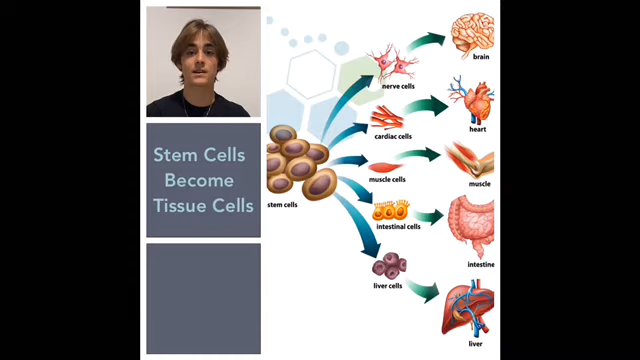 Stem Cells
Become
Tissue Cells
stem cells
nerve cells
brain
cardiac cells
heart
muscle cells
muscle
intestinal cells
intestine
liver cells
liver